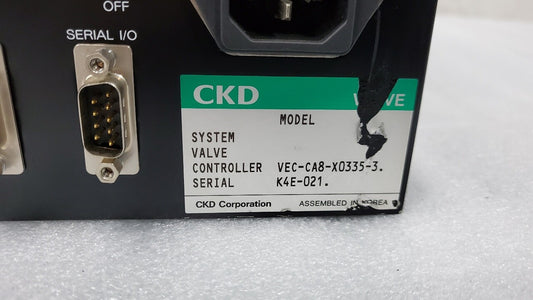 OFF
SERIAL I/O
CKD
MODEL
SYSTEM
VALVE
CONTROLLER VEC-CA8-X0335-3.
SERIAL K4E-021.
CKD Corporation ASSEMBLED IN KOREA